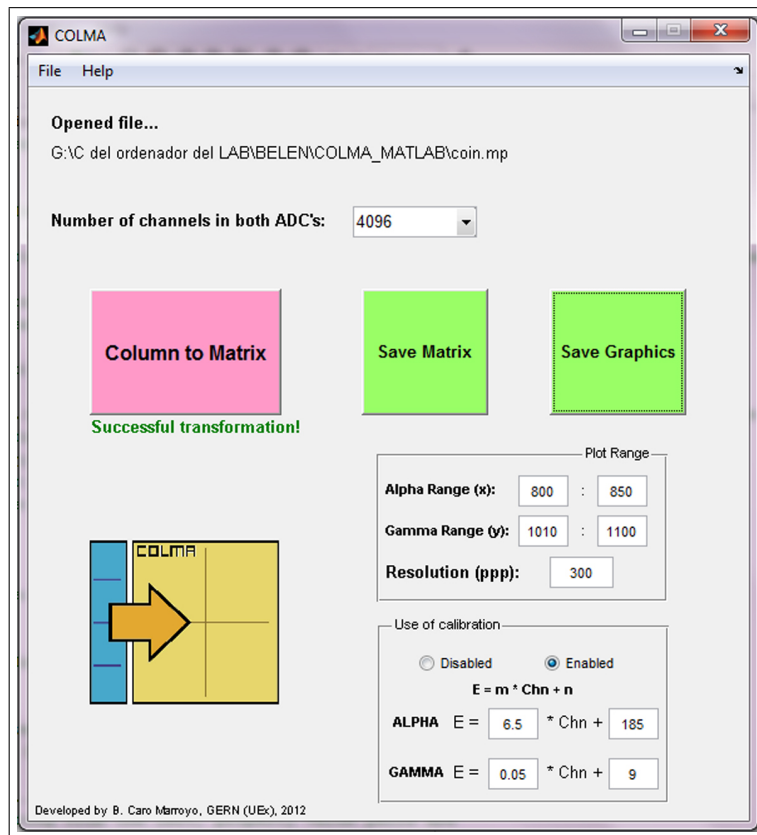 COLMA
File Help
Opened file...
G:\C del ordenador del LAB\BELEN\COLMA_MATLAB\coin.mp
Number of channels in both ADC's: 4096
Column to Matrix
Save Matrix
Save Graphics
Successful transformation!
Plot Range
Alpha Range (x): 800 : 850
Gamma Range (y): 1010 : 1100
Resolution (ppp): 300
COLMA
Use of calibration
Disabled Enabled
E = m * Chn + n
ALPHA E = 6.5 * Chn + 185
GAMMA E = 0.05 * Chn + 9
Developed by B. Caro Marroyo, GERN (UEx), 2012